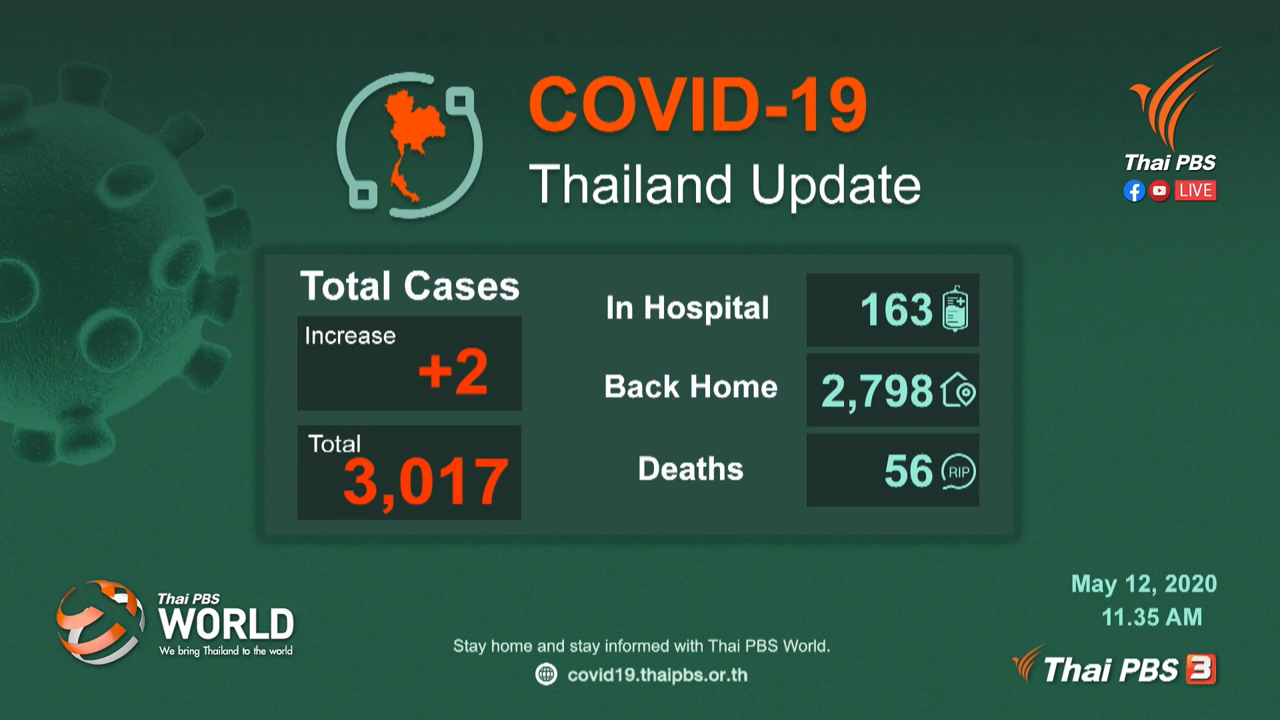 COVID-19
Thailand Update
Thai PBS
LIVE
Total Cases
Increase
+2
Total
3,017
In Hospital
163
Back Home
2,798
Deaths
56
RIP
Thai PBS
WORLD
We bring Thailand to the world
Stay home and stay informed with Thai PBS World.
covid19.thaipbs.or.th
May 12, 2020
11.35 AM
Thai PBS 3